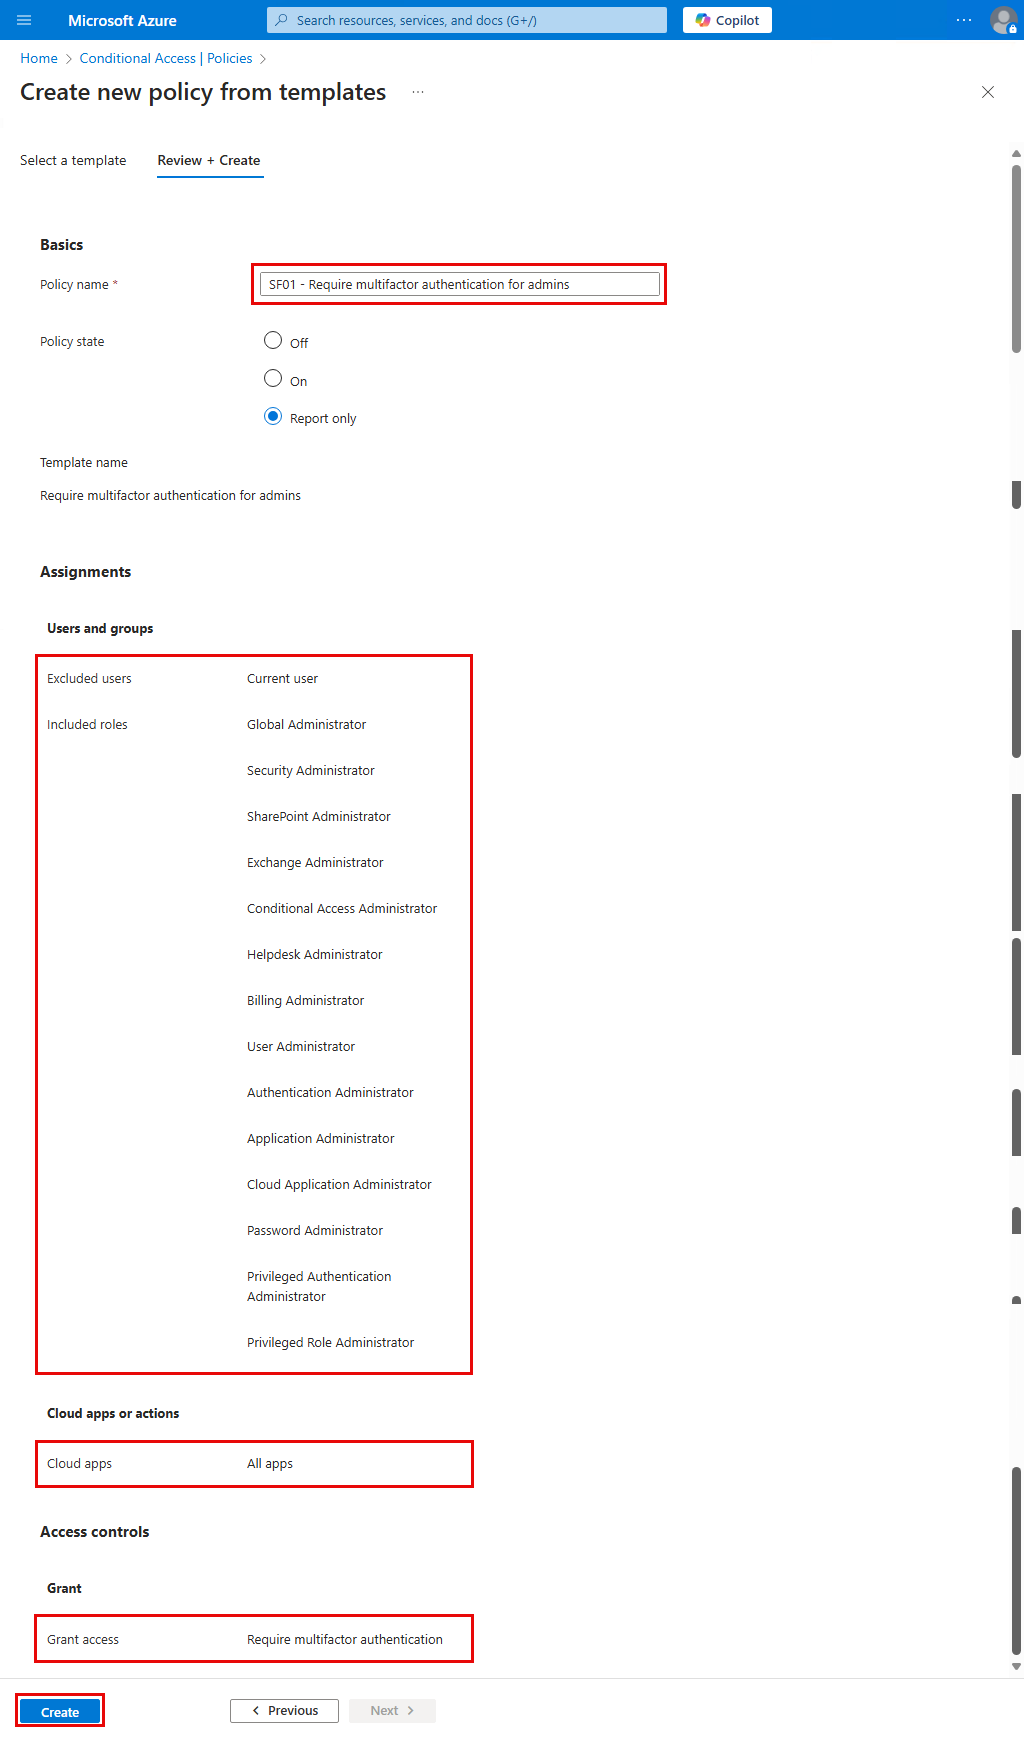 Microsoft Azure
Search resources, services, and docs (G+/)
Copilot
Home > Conditional Access | Policies >
Create new policy from templates
Select a template
Review + Create
Basics
Policy name *
SF01 - Require multifactor authentication for admins
Policy state
Off
On
Report only
Template name
Require multifactor authentication for admins
Assignments
Users and groups
Excluded users
Current user
Included roles
Global Administrator
Security Administrator
SharePoint Administrator
Exchange Administrator
Conditional Access Administrator
Helpdesk Administrator
Billing Administrator
User Administrator
Authentication Administrator
Application Administrator
Cloud Application Administrator
Password Administrator
Privileged Authentication
Administrator
Privileged Role Administrator
Cloud apps or actions
Cloud apps
All apps
Access controls
Grant
Grant access
Require multifactor authentication
Create
< Previous
Next >